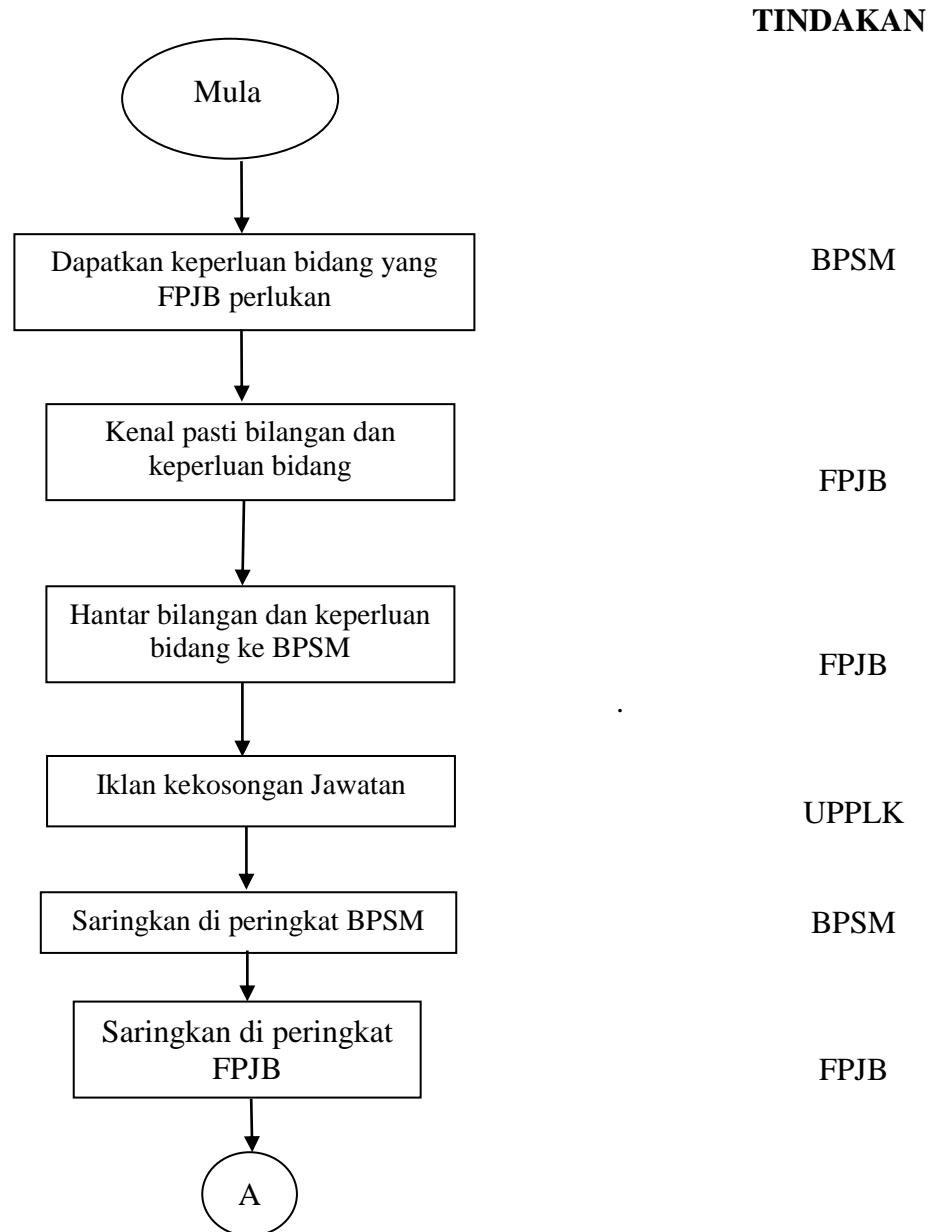 TINDAKAN
Mula
Dapatkan keperluan bidang yang
FPJB perlukan
BPSM
Kenal pasti bilangan dan
keperluan bidang
FPJB
Hantar bilangan dan keperluan
bidang ke BPSM
FPJB
.
Iklan kekosongan Jawatan
UPPLK
Saringkan di peringkat BPSM
BPSM
Saringkan di peringkat
FPJB
FPJB
A